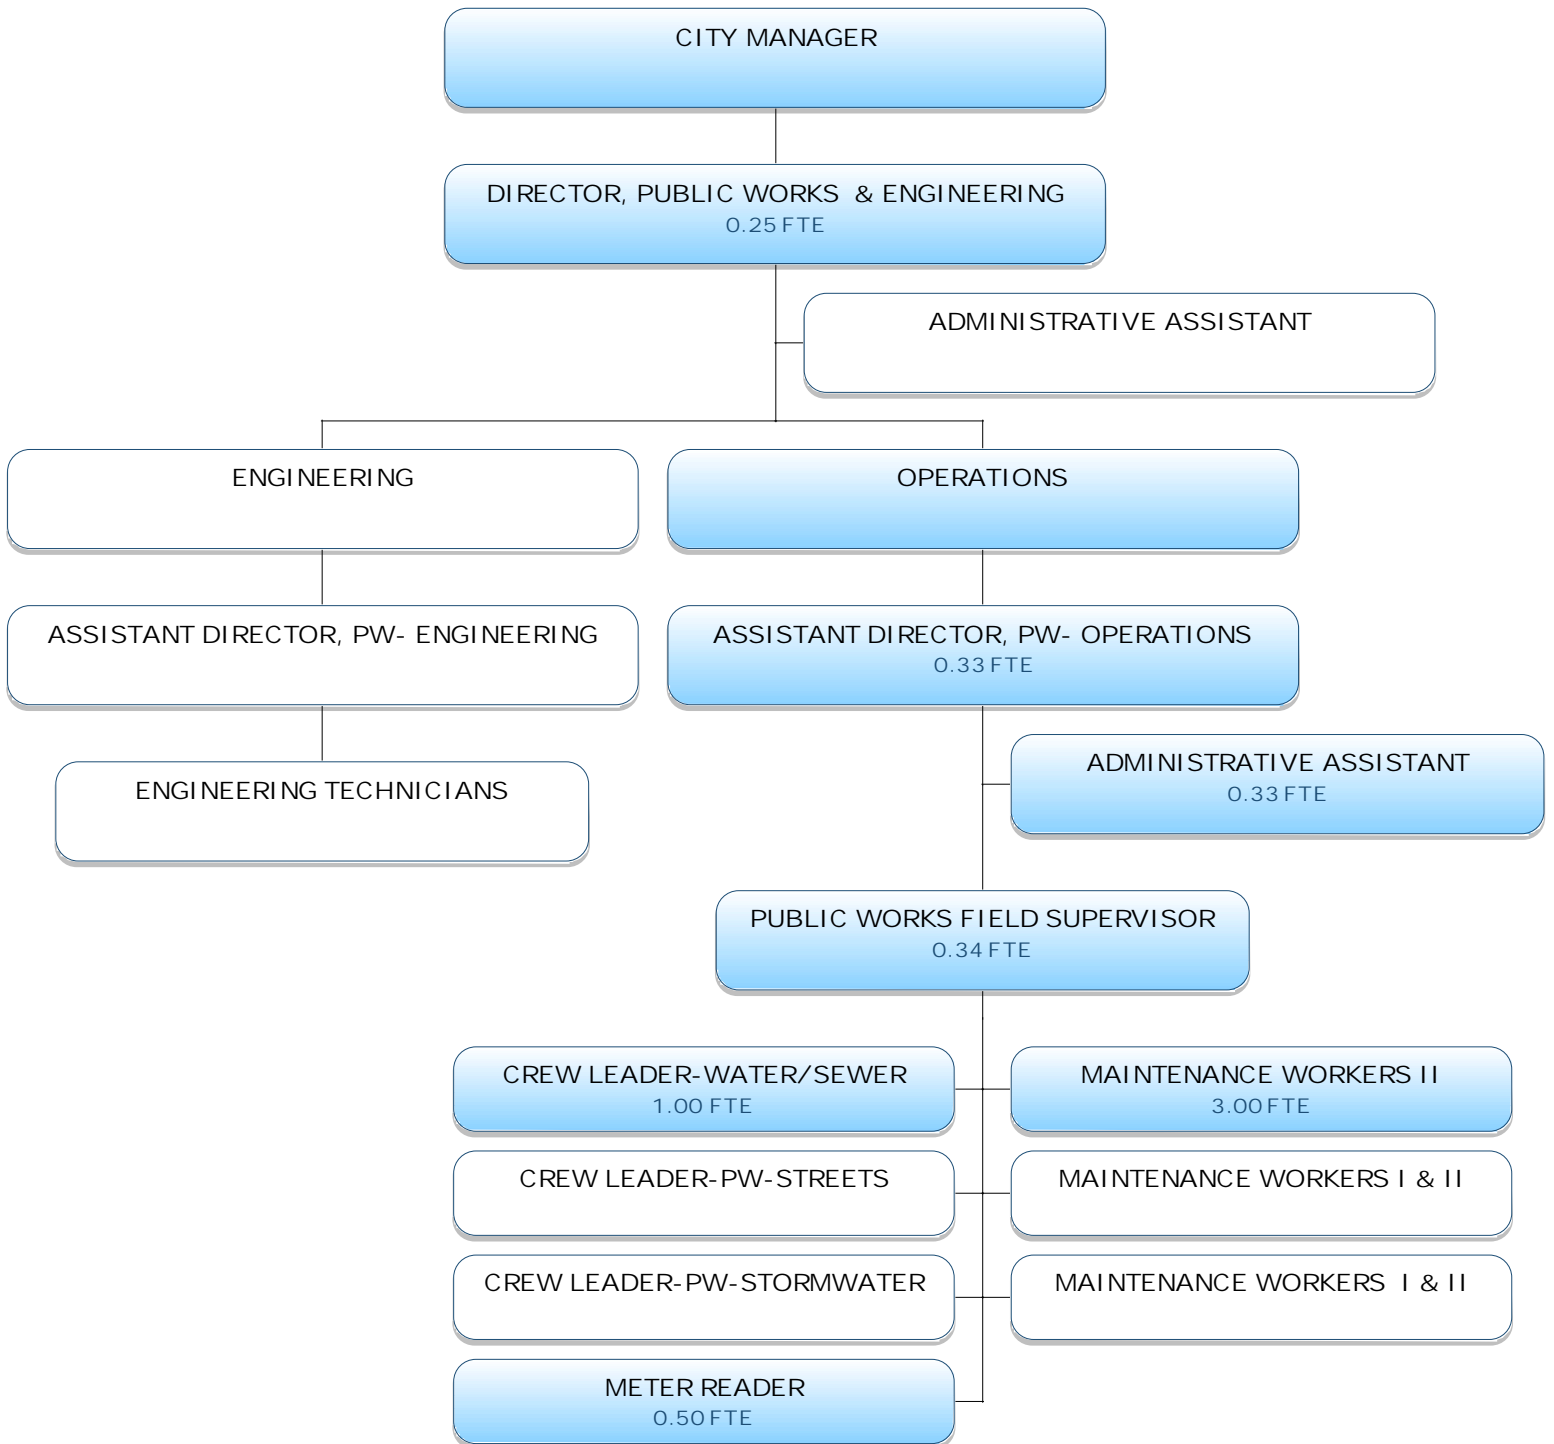 CITY MANAGER
DIRECTOR, PUBLIC WORKS & ENGINEERING
0.25 FTE
ADMINISTRATIVE ASSISTANT
ENGINEERING
OPERATIONS
ASSISTANT DIRECTOR, PW- ENGINEERING
ASSISTANT DIRECTOR, PW- OPERATIONS
0.33 FTE
ENGINEERING TECHNICIANS
ADMINISTRATIVE ASSISTANT
0.33 FTE
PUBLIC WORKS FIELD SUPERVISOR
0.34 FTE
CREW LEADER-WATER/SEWER
1.00 FTE
MAINTENANCE WORKERS II
3.00 FTE
CREW LEADER-PW-STREETS
MAINTENANCE WORKERS I & II
CREW LEADER-PW-STORMWATER
MAINTENANCE WORKERS I & II
METER READER
0.50 FTE